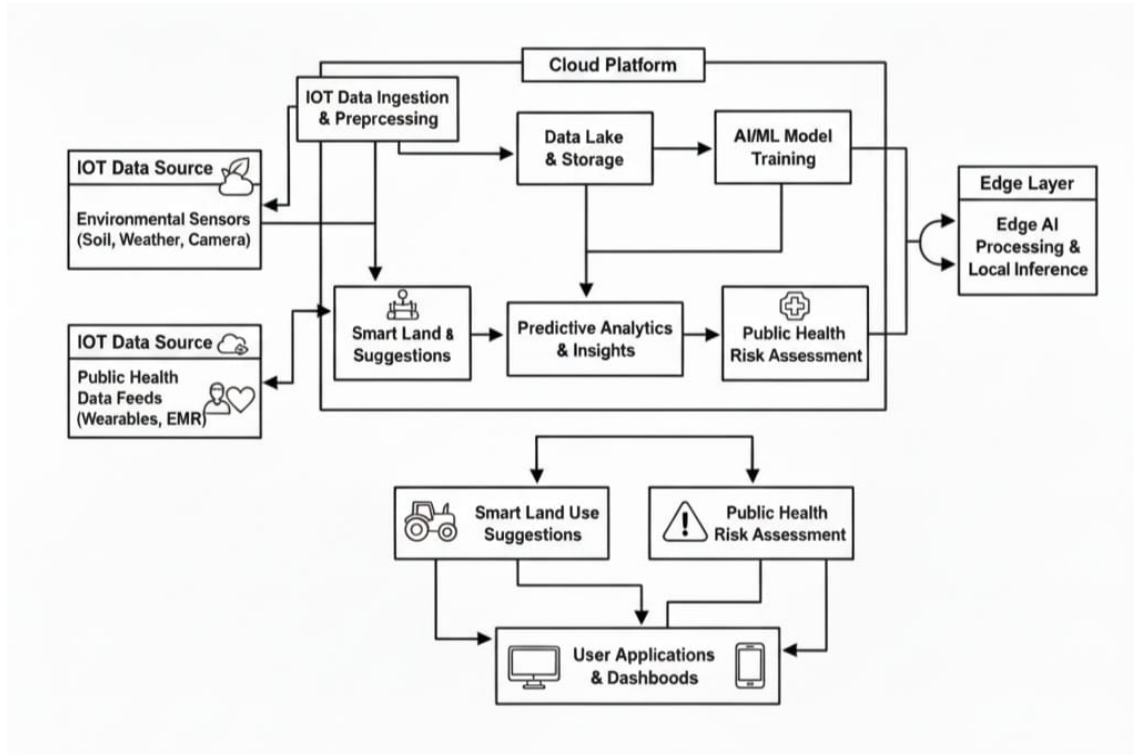 Cloud Platform
IOT Data Ingestion
& Preprcessing
Data Lake
& Storage
AI/ML Model
Training
IOT Data Source
Environmental Sensors
(Soil, Weather, Camera)
Edge Layer
Edge AI
Processing &
Local Inference
IOT Data Source
Public Health
Data Feeds
(Wearables, EMR)
Smart Land &
Suggestions
Predictive Analytics
& Insights
Public Health
Risk Assessment
Smart Land Use
Suggestions
Public Health
Risk Assessment
User Applications
& Dashboods